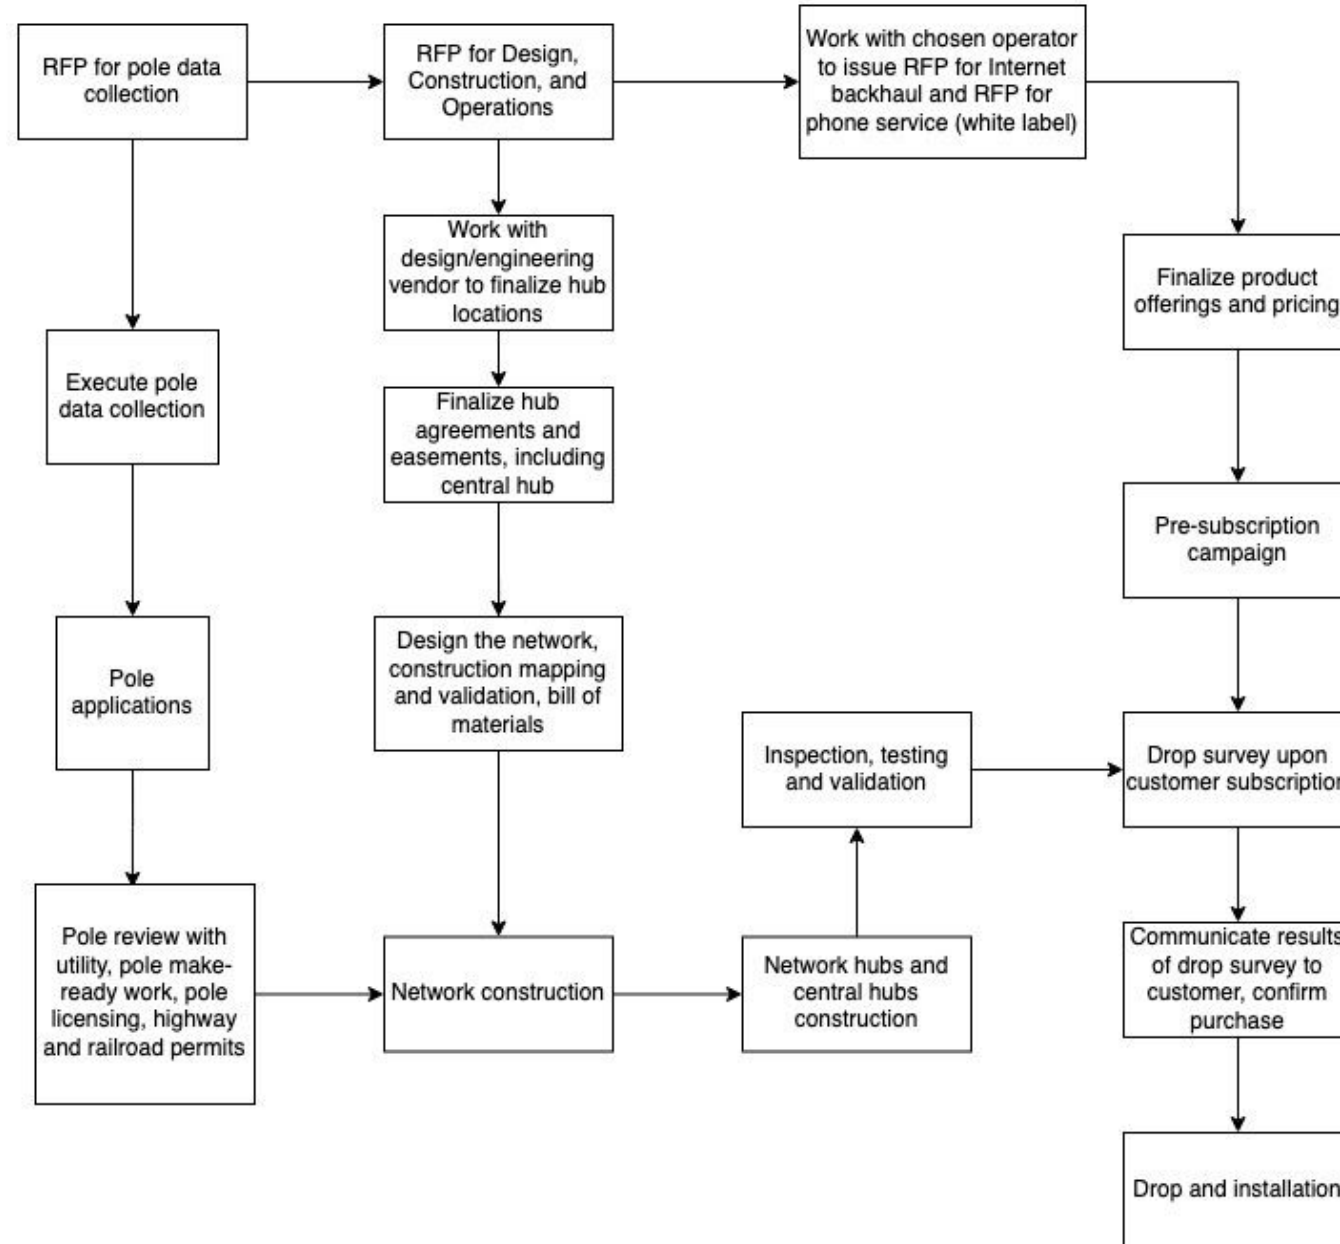 RFP for pole data
collection
RFP for Design,
Construction, and
Operations
Work with chosen operator
to issue RFP for Internet
backhaul and RFP for
phone service (white label)
Work with
design/engineering
vendor to finalize hub
locations
Finalize product
offerings and pricing
Execute pole
data collection
Finalize hub
agreements and
easements, including
central hub
Pre-subscription
campaign
Pole
applications
Design the network,
construction mapping
and validation, bill of
materials
Inspection, testing
and validation
Drop survey upon
customer subscription
Pole review with
utility, pole make-
ready work, pole
licensing, highway
and railroad permits
Network construction
Network hubs and
central hubs
construction
Communicate results
of drop survey to
customer, confirm
purchase
Drop and installation